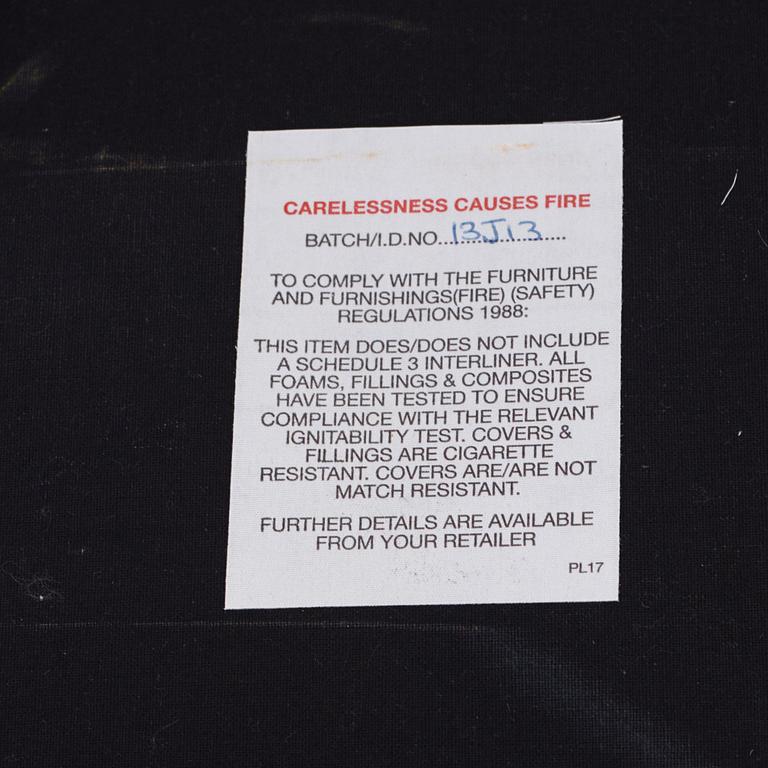 CARELESSNESS CAUSES FIRE
BATCH/I.D.NO...13J13......
TO COMPLY WITH THE FURNITURE
AND FURNISHINGS(FIRE) (SAFETY)
REGULATIONS 1988:
THIS ITEM DOES/DOES NOT INCLUDE
A SCHEDULE 3 INTERLINER. ALL
FOAMS, FILLINGS & COMPOSITES
HAVE BEEN TESTED TO ENSURE
COMPLIANCE WITH THE RELEVANT
IGNITABILITY TEST. COVERS &
FILLINGS ARE CIGARETTE
RESISTANT. COVERS ARE/ARE NOT
MATCH RESISTANT.
FURTHER DETAILS ARE AVAILABLE
FROM YOUR RETAILER
PL17